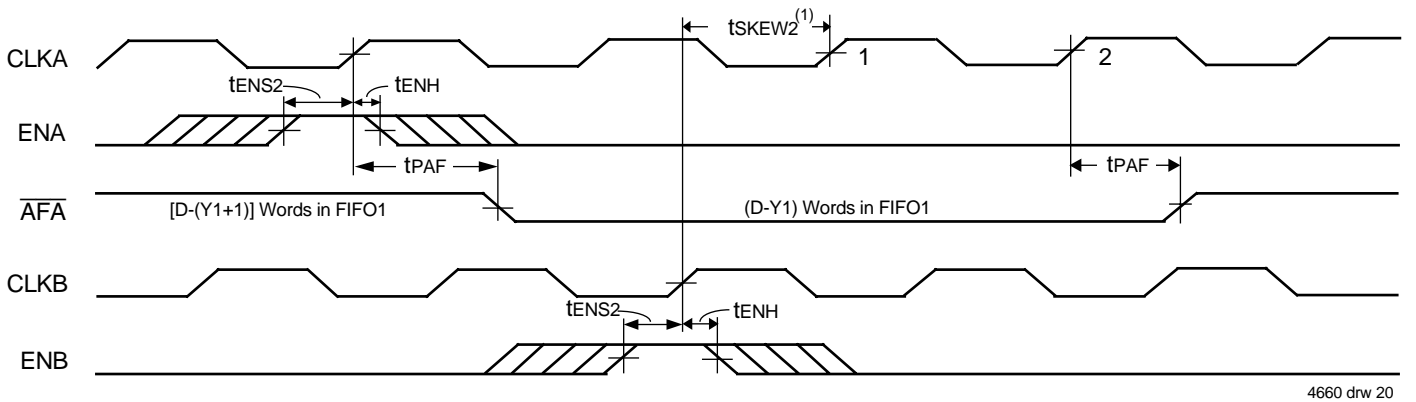 tSKEW2(1)
CLKA
1
2
tENS2
tENH
ENA
tPAF
tPAF
AFA
[D-(Y1+1)] Words in FIFO1
(D-Y1) Words in FIFO1
CLKB
tENS2
tENH
ENB
4660 drw 20